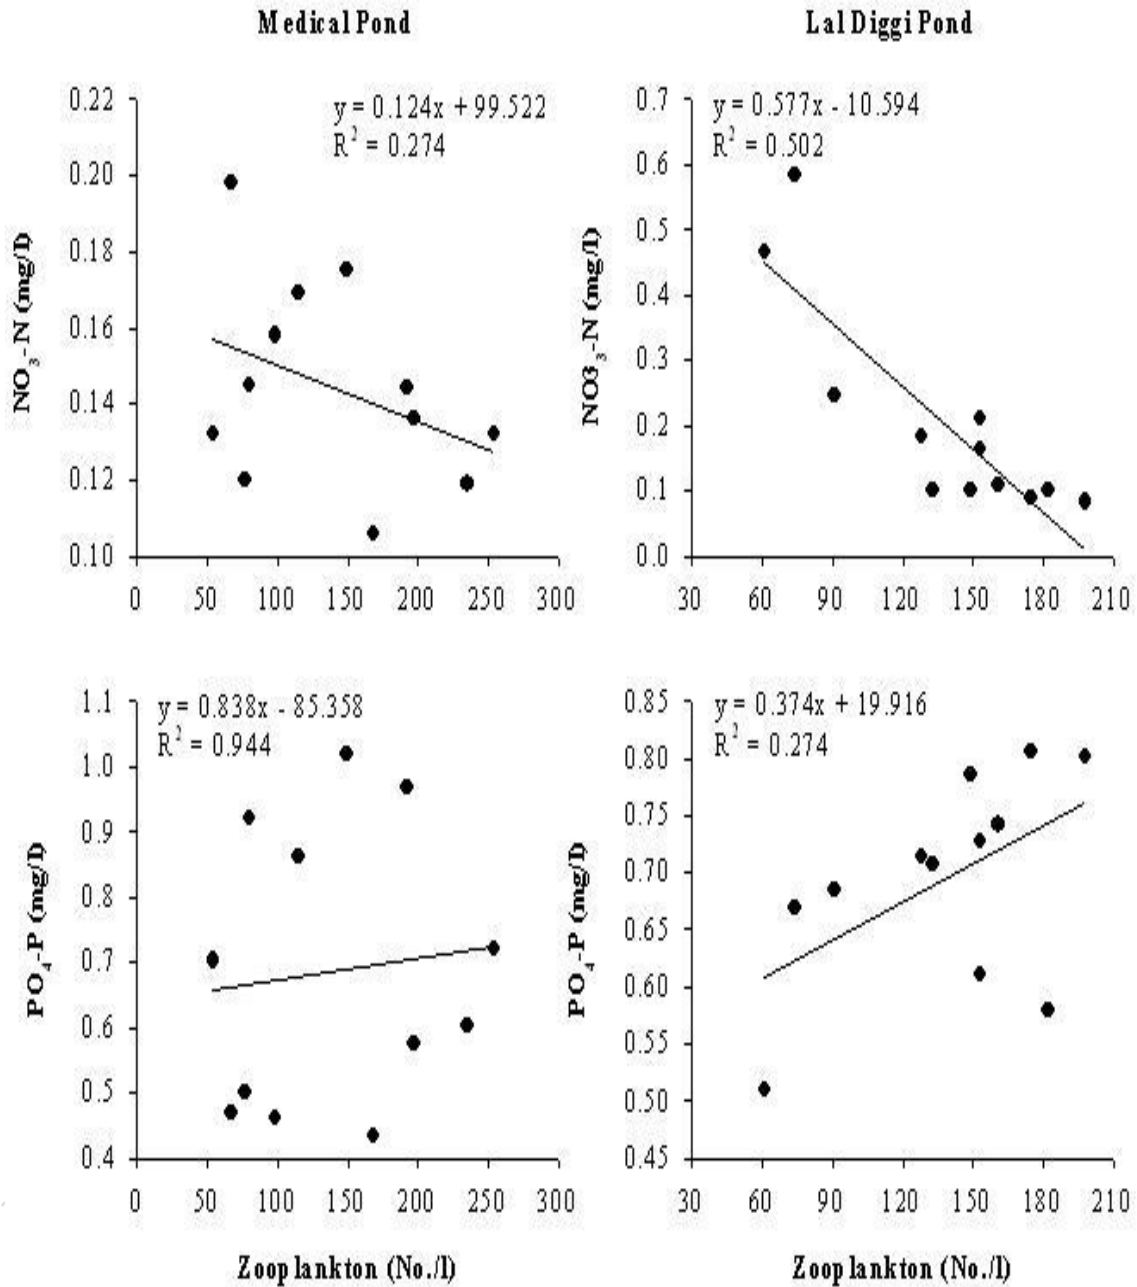 Medical Pond
Lal Diggi Pond
y = 0.124x + 99.522
R² = 0.274
0.22
0.20
0.18
0.16
0.14
0.12
0.10
NO₃-N (mg/l)
0 50 100 150 200 250 300
y = 0.577x - 10.594
R² = 0.502
0.7
0.6
0.5
0.4
0.3
0.2
0.1
0.0
NO3₃-N (mg/l)
30 60 90 120 150 180 210
y = 0.838x - 85.358
R² = 0.944
1.1
1.0
0.9
0.8
0.7
0.6
0.5
0.4
PO₄-P (mg/l)
0 50 100 150 200 250 300
Zooplankton (No./l)
y = 0.374x + 19.916
R² = 0.274
0.85
0.80
0.75
0.70
0.65
0.60
0.55
0.50
0.45
PO₄-P (mg/l)
30 60 90 120 150 180 210
Zooplankton (No./l)